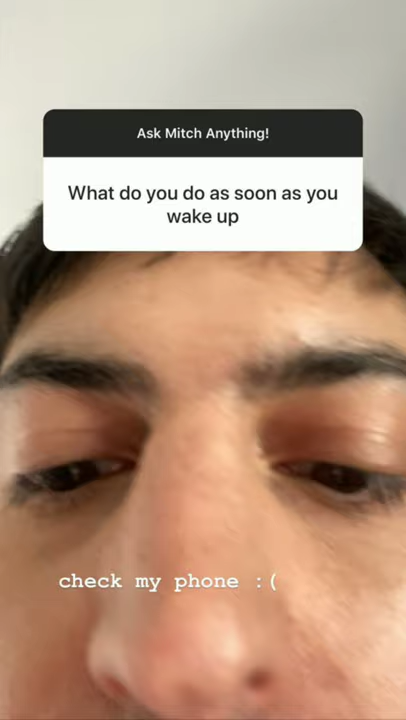 Ask Mitch Anything!
What do you do as soon as you
wake up
check my phone :(